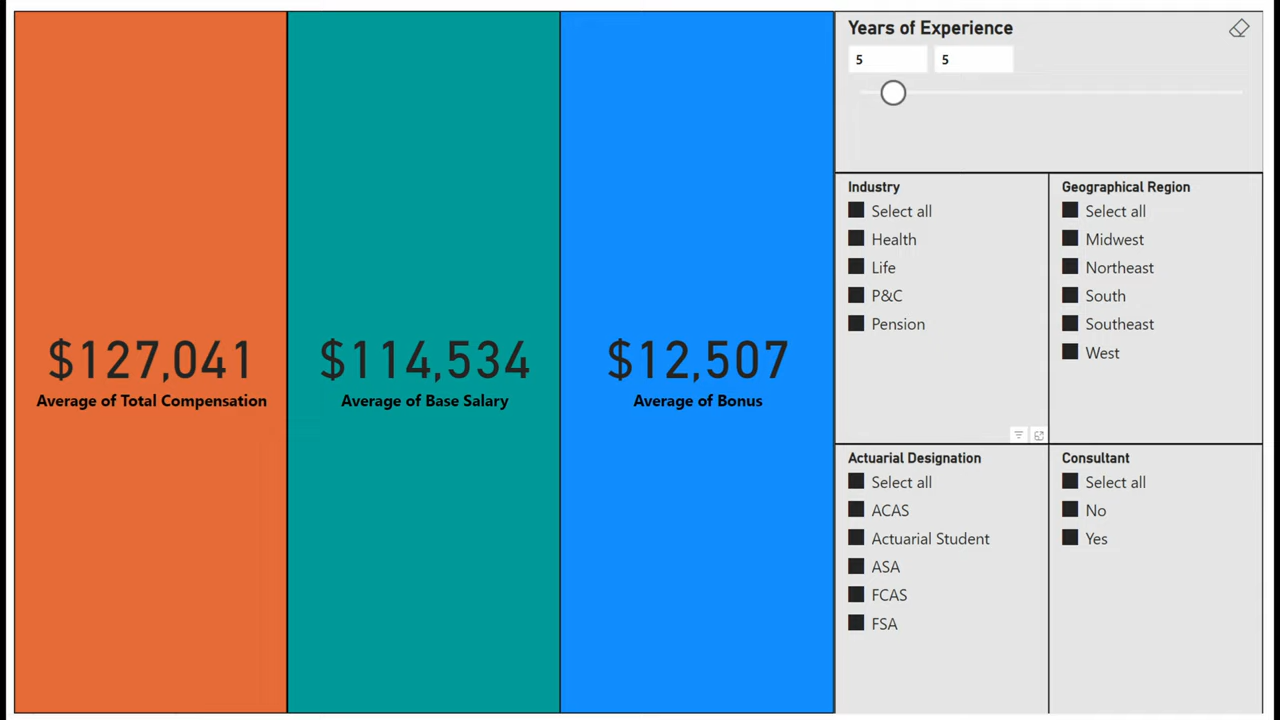 $127,041
Average of Total Compensation
$114,534
Average of Base Salary
$12,507
Average of Bonus
Years of Experience
5 5
Industry
Select all
Health
Life
P&C
Pension
Geographical Region
Select all
Midwest
Northeast
South
Southeast
West
Actuarial Designation
Select all
ACAS
Actuarial Student
ASA
FCAS
FSA
Consultant
Select all
No
Yes